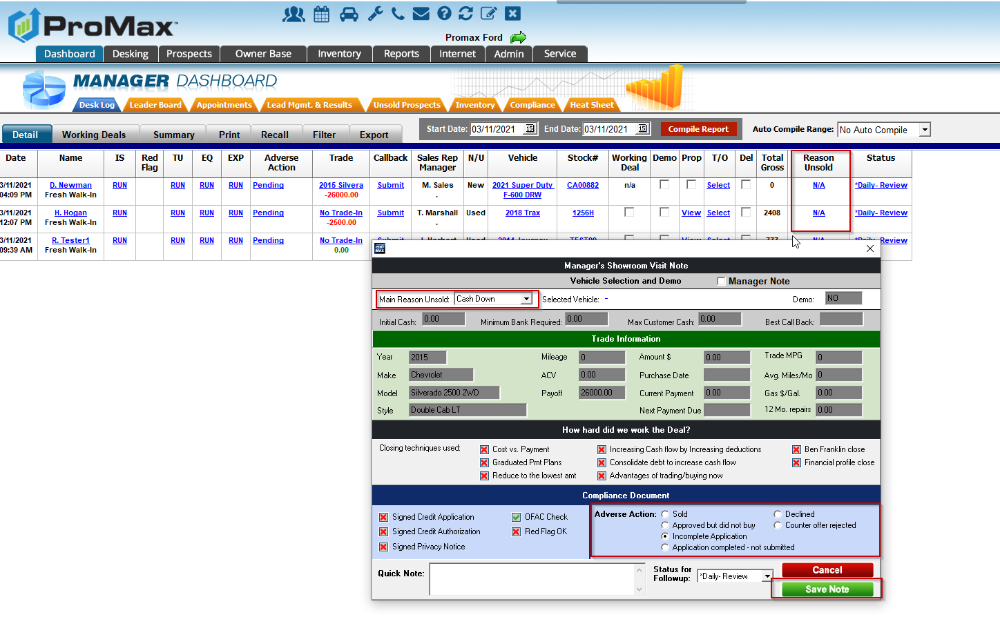 ProMax™
Promax Ford
Dashboard Desking Prospects Owner Base Inventory Reports Internet Admin Service
MANAGER DASHBOARD
Desk Log Leader Board Appointments Lead Mgmt. & Results Unsold Prospects Inventory Compliance Heat Sheet
Detail Working Deals Summary Print Recall Filter Export Start Date: 03/11/2021 15 End Date: 03/11/2021 15 Compile Report Auto Compile Range: No Auto Compile
Date Name IS Red TU EQ EXP Adverse Trade Callback Sales Rep N/U Vehicle Stock# Working Demo Prop T/O Del Total Reason Status
Flag Action Manager Deal Gross Unsold
3/11/2021 D. Newman RUN RUN RUN RUN Pending 2015 Silvera Submit M. Sales New 2021 Super Duty CA00882 n/a Select 0 N/A *Daily- Review
04:09 PM Fresh Walk-In -26000.00 . F-600 DRW
3/11/2021 H. Hogan RUN RUN RUN RUN Pending No Trade-In Submit T. Marshall Used 2018 Trax 1256H View Select 2408 N/A *Daily- Review
12:07 PM Fresh Walk-In -2500.00 .
3/11/2021 R. Tester1 RUN RUN RUN RUN Pending No Trade-In Submit Used 2014 Journey TEST99 View Select 777 N/A *Daily- Review
09:39 AM Fresh Walk-In 0.00
PRO
MAX
Manager's Showroom Visit Note
Vehicle Selection and Demo Manager Note
Main Reason Unsold: Cash Down Selected Vehicle: - Demo: NO
Initial Cash: 0.00 Minimum Bank Required: 0.00 Max Customer Cash: 0.00 Best Call Back:
Trade Information
Year 2015 Mileage 0 Amount $ 0.00 Trade MPG 0
Make Chevrolet ACV 0.00 Purchase Date Avg. Miles/Mo 0
Model Silverado 2500 2WD Payoff 26000.00 Current Payment 0.00 Gas $/Gal. 0.00
Style Double Cab LT Next Payment Due 12 Mo. repairs 0.00
How hard did we work the Deal?
Closing techniques used: Cost vs. Payment Increasing Cash flow by Increasing deductions Ben Franklin close
Graduated Pmt Plans Consolidate debt to increase cash flow Financial profile close
Reduce to the lowest amt Advantages of trading/buying now
Compliance Document
Signed Credit Application OFAC Check Adverse Action: Sold Declined
Approved but did not buy Counter offer rejected
Signed Credit Authorization Red Flag OK Incomplete Application
Signed Privacy Notice Application completed - not submitted
Quick Note: Status for Followup: *Daily- Review Cancel
Save Note